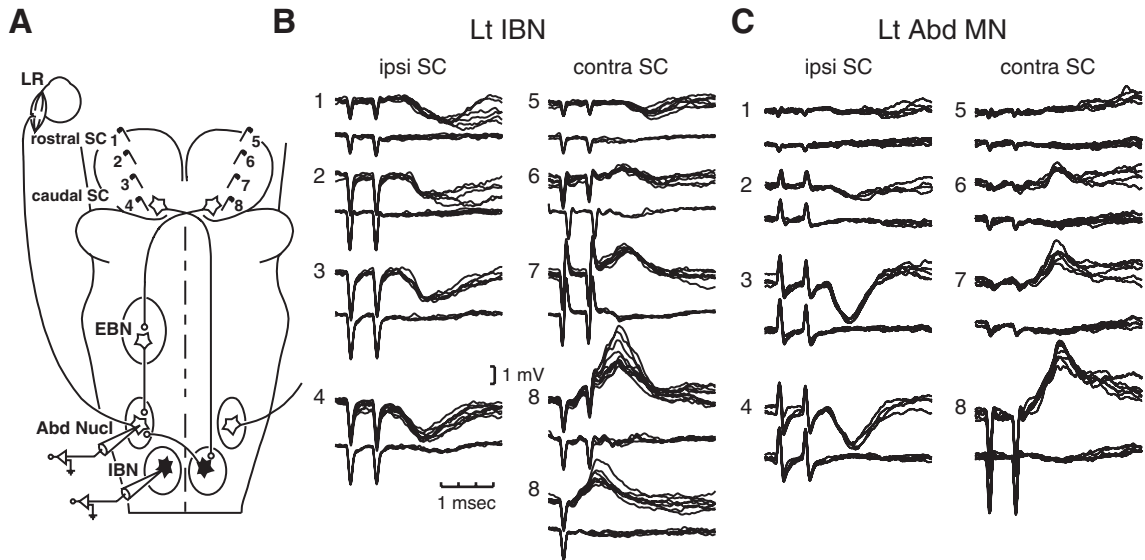 A
B
Lt IBN
C
Lt Abd MN
LR
rostral SC
caudal SC
1
2
3
4
5
6
7
8
EBN
Abd Nucl
IBN
ipsi SC
contra SC
1
2
3
4
5
6
7
8
8
1 mV
1 msec
ipsi SC
contra SC
1
2
3
4
5
6
7
8